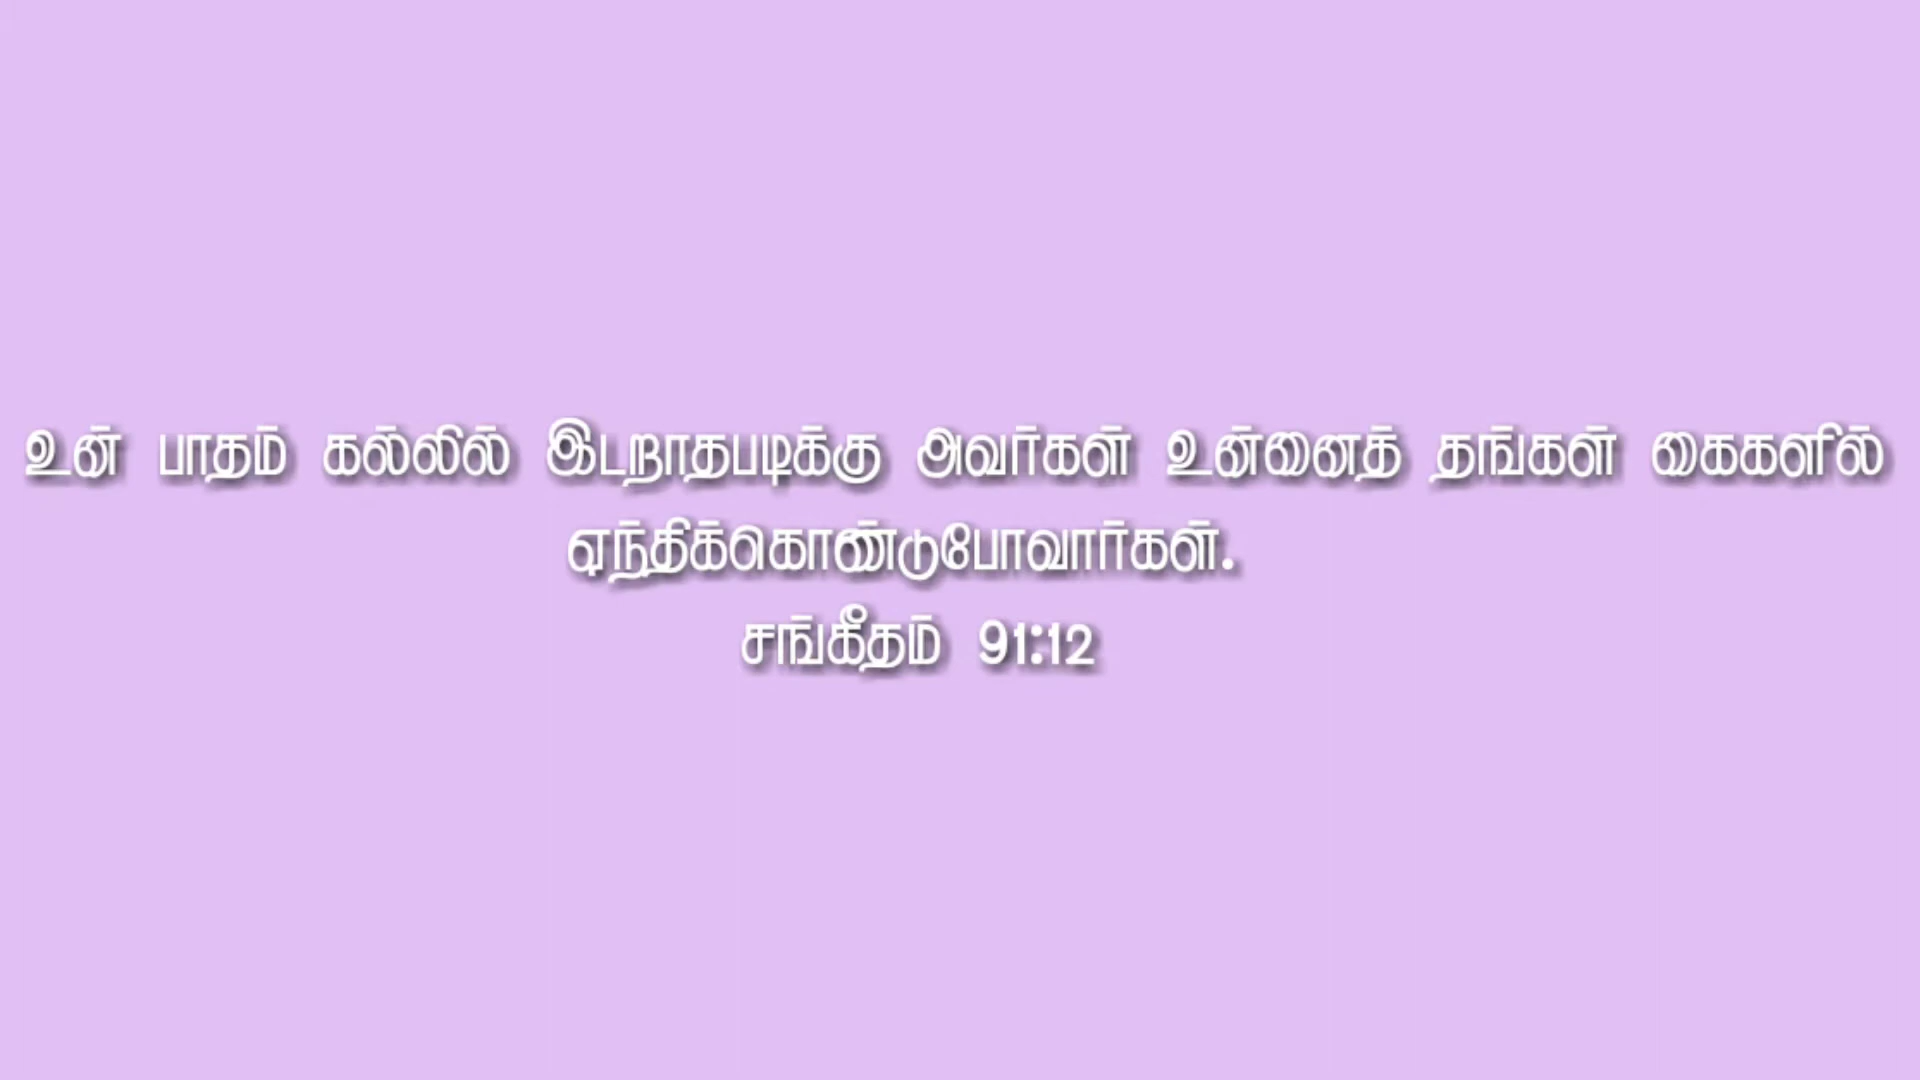 உன் பாதம் கல்லில் இடறாதபடிக்கு அவர்கள் உன்னைத் தங்கள் கைகளில்
ஏந்திக்கொண்டுபோவார்கள்.
சங்கீதம் 91:12